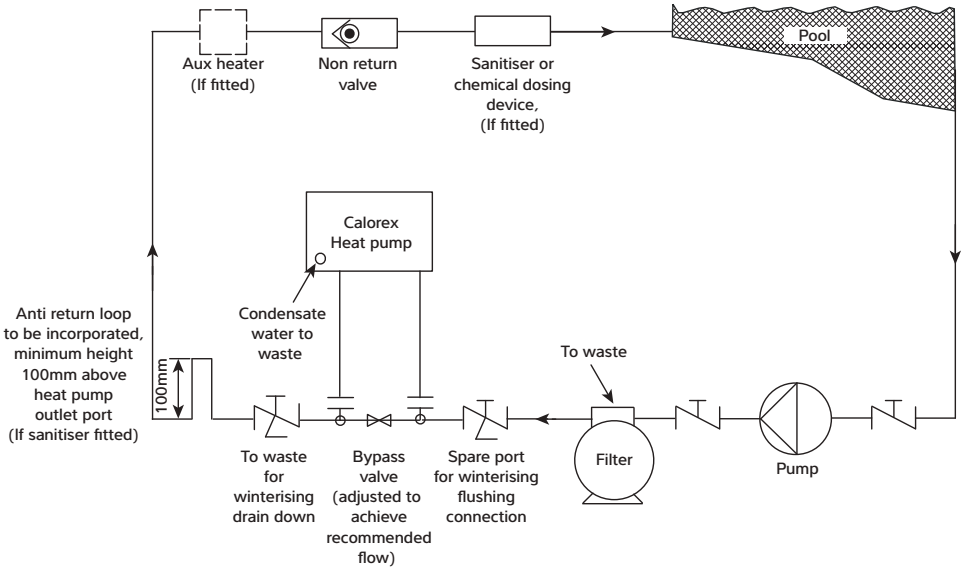 Pool
Aux heater
(If fitted)
Non return
valve
Sanitiser or
chemical dosing
device,
(If fitted)
Calorex
Heat pump
Condensate
water to
waste
Anti return loop
to be incorporated,
minimum height
100mm above
heat pump
outlet port
(If sanitiser fitted)
100mm
To waste
for
winterising
drain down
Bypass
valve
(adjusted to
achieve
recommended
flow)
Spare port
for winterising
flushing
connection
To waste
Filter
Pump